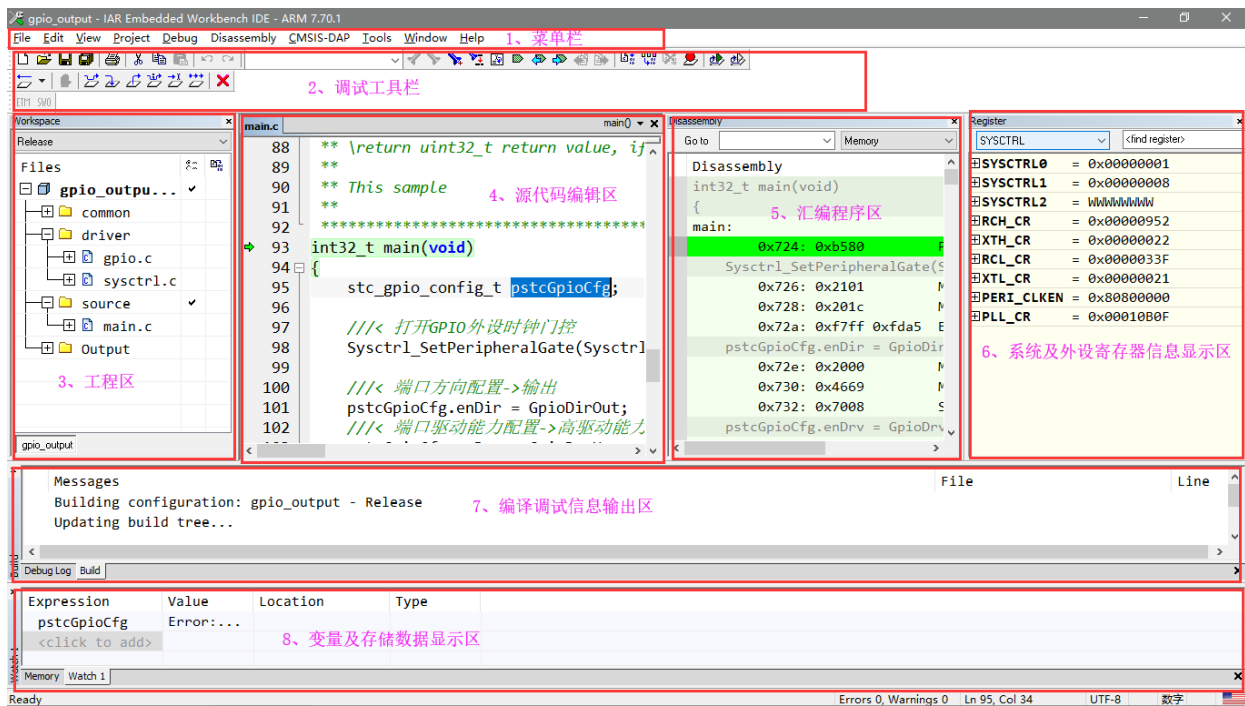 gpio_output - IAR Embedded Workbench IDE - ARM 7.70.1
File Edit View Project Debug Disassembly CMSIS-DAP Tools Window Help
1、菜单栏
2、调试工具栏
ETM SWO
Workspace
Release
Files
gpio_outpu...
common
driver
gpio.c
sysctrl.c
source
main.c
Output
3、工程区
gpio_output
main.c
main()
88 ** \return uint32_t return value, if
89 **
90 ** This sample
91 **
92 ************************************
93 int32_t main(void)
94 {
95 stc_gpio_config_t pstcGpioCfg;
96
97 ///< 打开GPIO外设时钟门控
98 Sysctrl_SetPeripheralGate(Sysctrl
99
100 ///< 端口方向配置->输出
101 pstcGpioCfg.enDir = GpioDirOut;
102 ///< 端口驱动能力配置->高驱动能力
4、源代码编辑区
Disassembly
Go to
Memory
Disassembly
int32_t main(void)
{
main:
0x724: 0xb580
Sysctrl_SetPeripheralGate(S
0x726: 0x2101
0x728: 0x201c
0x72a: 0xf7ff 0xfda5
pstcGpioCfg.enDir = GpioDir
0x72e: 0x2000
0x730: 0x4669
0x732: 0x7008
pstcGpioCfg.enDrv = GpioDrv
5、汇编程序区
Register
SYSCTRL
<find register>
SYSCTRL0 = 0x00000001
SYSCTRL1 = 0x00000008
SYSCTRL2 = WWWWWWWW
RCH_CR = 0x00000952
XTH_CR = 0x00000022
RCL_CR = 0x0000033F
XTL_CR = 0x00000021
PERI_CLKEN = 0x80800000
PLL_CR = 0x00010B0F
6、系统及外设寄存器信息显示区
Messages File Line
Building configuration: gpio_output - Release
Updating build tree...
7、编译调试信息输出区
Build
Debug Log Build
Expression Value Location Type
pstcGpioCfg Error:...
<click to add>
8、变量及存储数据显示区
Watch 1
Memory Watch 1
Ready
Errors 0, Warnings 0 Ln 95, Col 34 UTF-8 数字